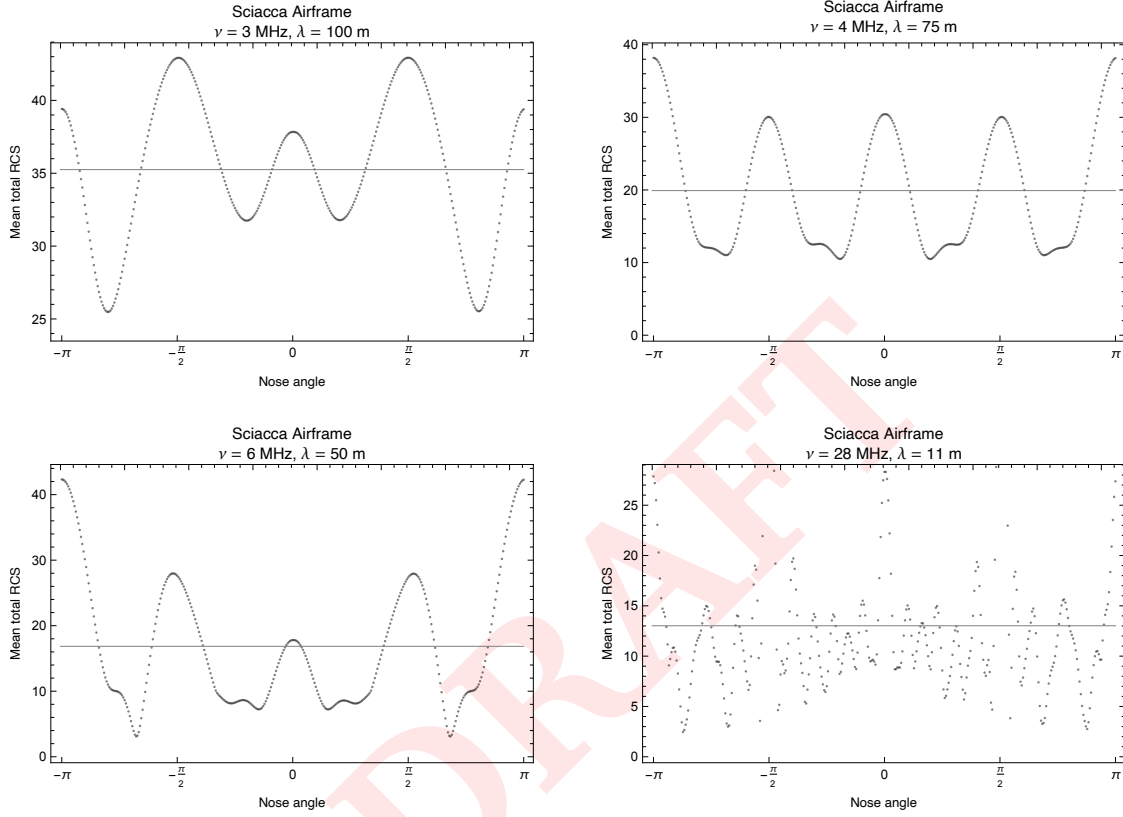 Sciacca Airframe
ν = 3 MHz, λ = 100 m
Mean total RCS
40
35
30
25
−π
−π/2
0
π/2
π
Nose angle
Sciacca Airframe
ν = 4 MHz, λ = 75 m
Mean total RCS
40
30
20
10
0
−π
−π/2
0
π/2
π
Nose angle
Sciacca Airframe
ν = 6 MHz, λ = 50 m
Mean total RCS
40
30
20
10
0
−π
−π/2
0
π/2
π
Nose angle
Sciacca Airframe
ν = 28 MHz, λ = 11 m
Mean total RCS
25
20
15
10
5
0
−π
−π/2
0
π/2
π
Nose angle
DRAFT